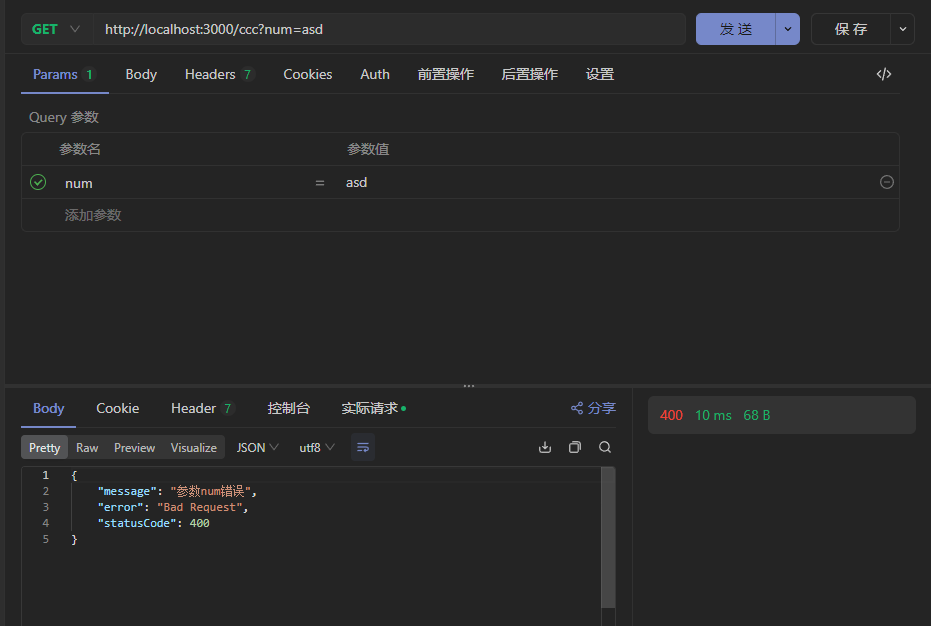 GET http://localhost:3000/ccc?num=asd 发送 保存
Params 1 Body Headers 7 Cookies Auth 前置操作 后置操作 设置 </>
Query 参数
参数名 参数值
num = asd
添加参数
Body Cookie Header 7 控制台 实际请求 分享
400 10 ms 68 B
Pretty Raw Preview Visualize JSON utf8
1 {
2 "message": "参数num错误",
3 "error": "Bad Request",
4 "statusCode": 400
5 }